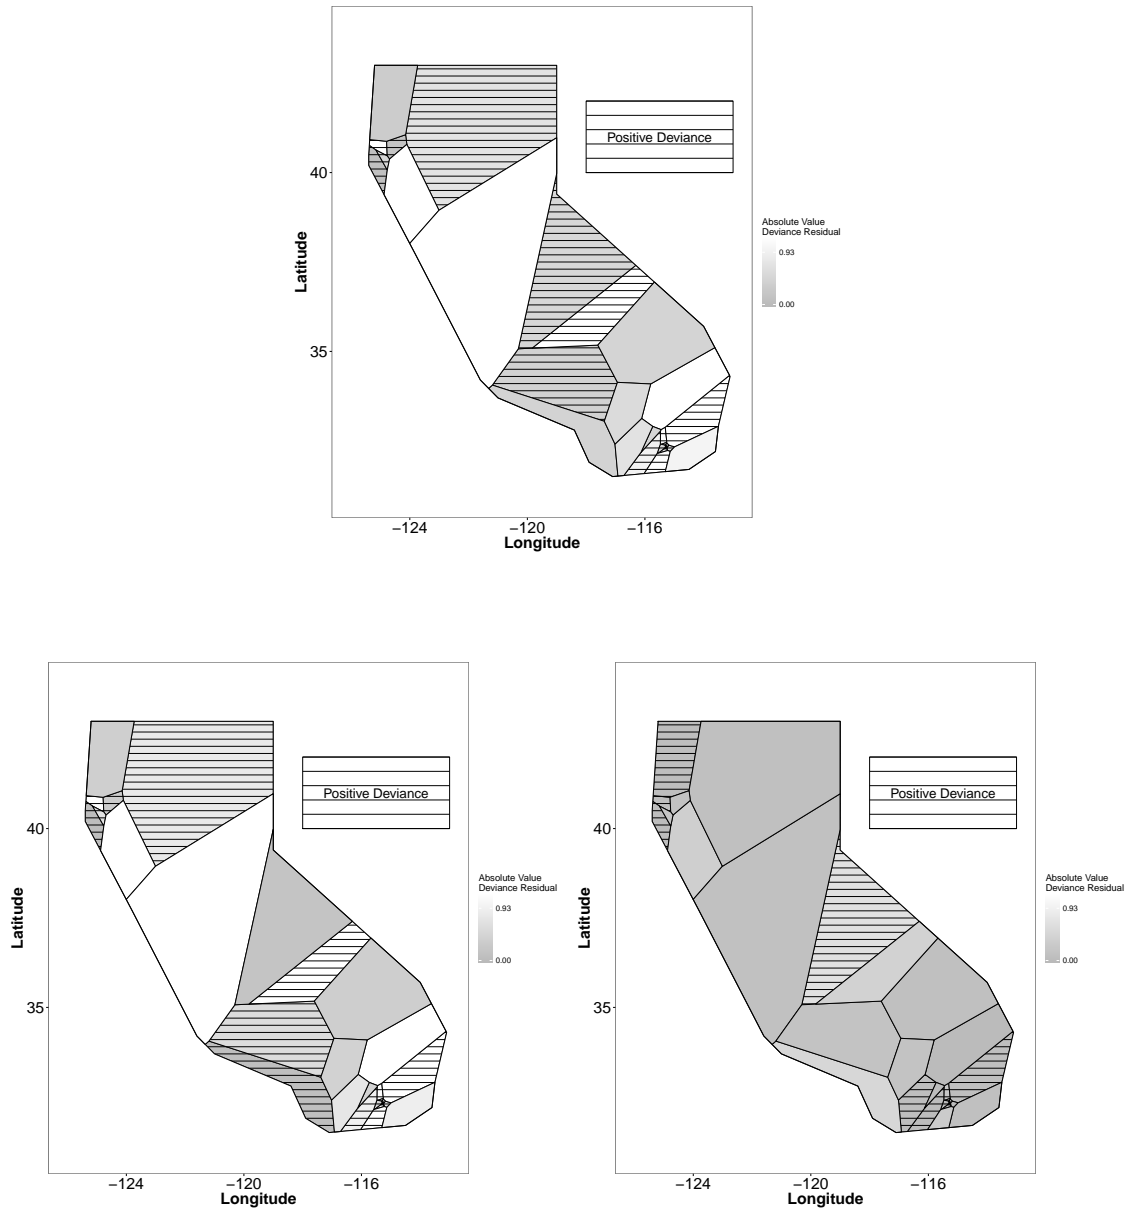 Positive Deviance
40
35
Latitude
−124
−120
−116
Longitude
Absolute Value
Deviance Residual
0.93
0.00
Positive Deviance
40
35
Latitude
−124
−120
−116
Longitude
Absolute Value
Deviance Residual
0.93
0.00
Positive Deviance
40
35
Latitude
−124
−120
−116
Longitude
Absolute Value
Deviance Residual
0.93
0.00